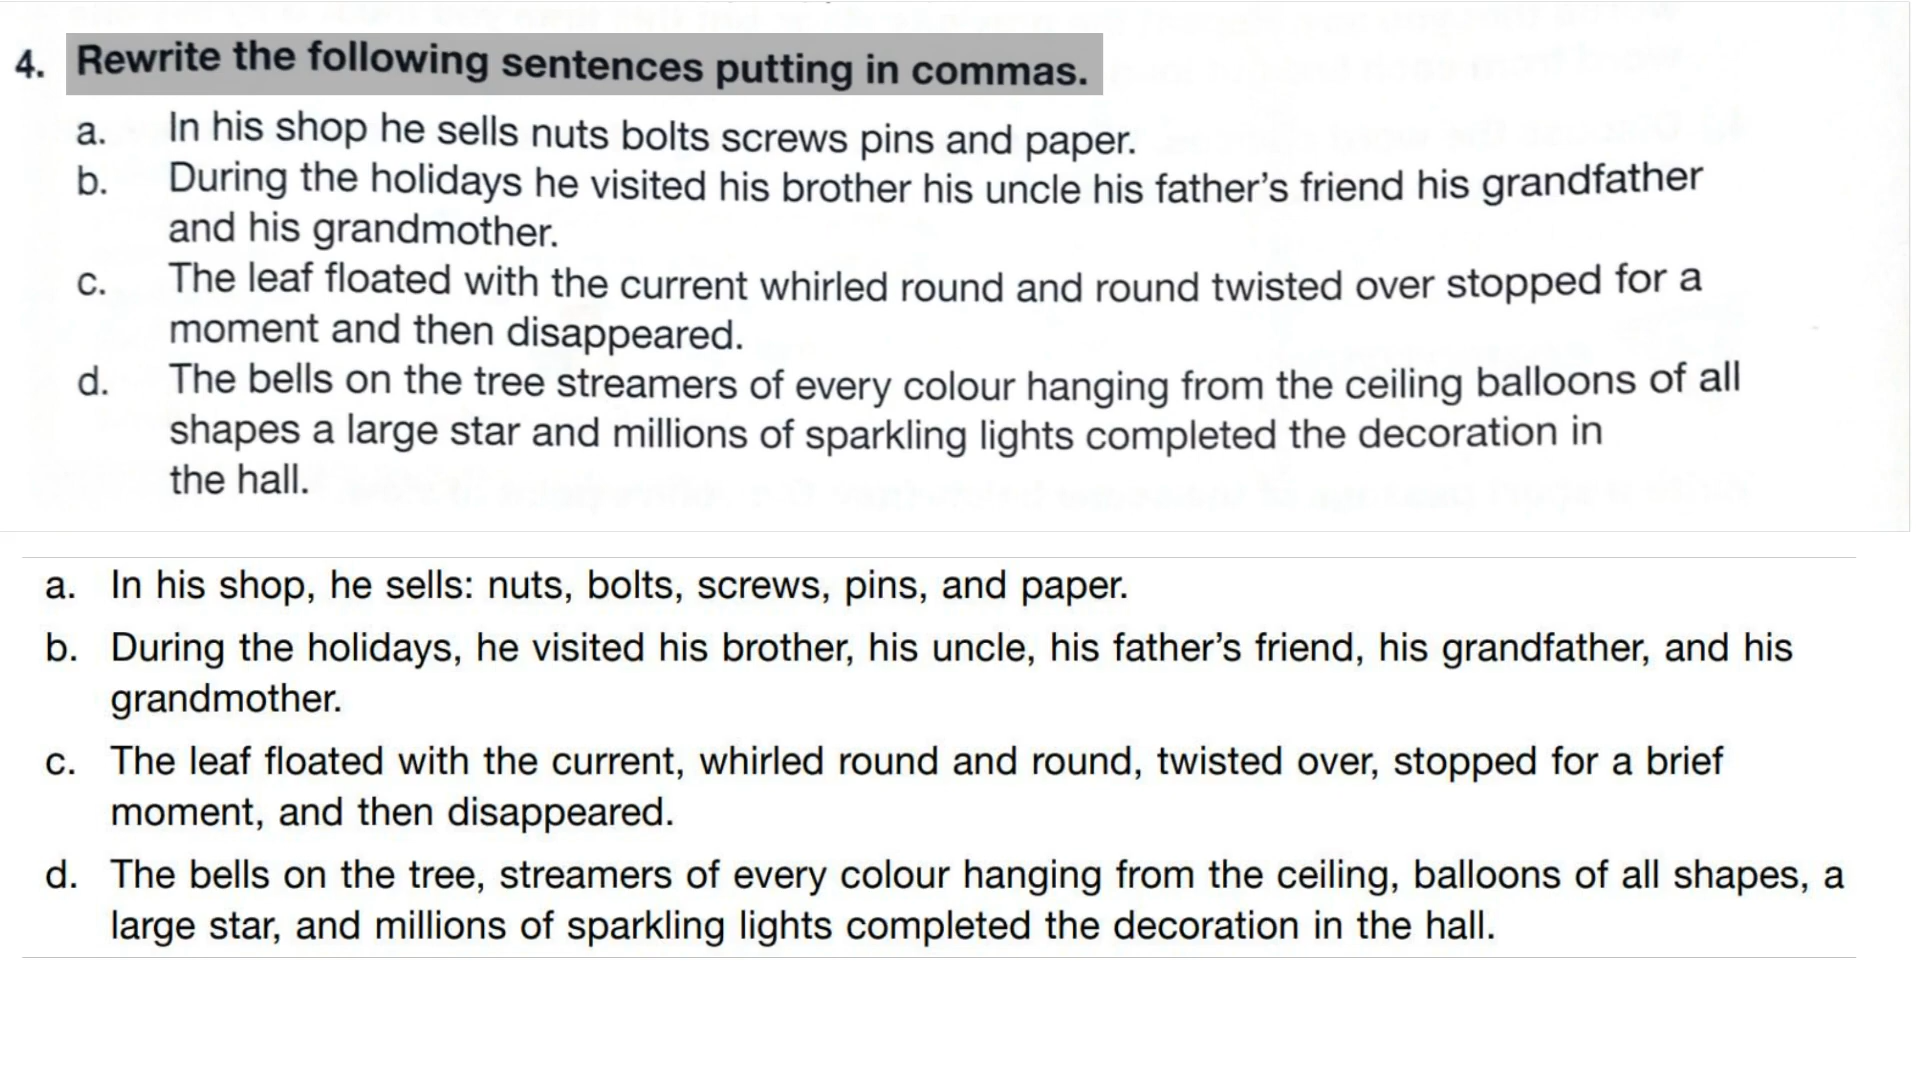 4. Rewrite the following sentences putting in commas.
a. In his shop he sells nuts bolts screws pins and paper.
b. During the holidays he visited his brother his uncle his father’s friend his grandfather
and his grandmother.
c. The leaf floated with the current whirled round and round twisted over stopped for a
moment and then disappeared.
d. The bells on the tree streamers of every colour hanging from the ceiling balloons of all
shapes a large star and millions of sparkling lights completed the decoration in
the hall.
a. In his shop, he sells: nuts, bolts, screws, pins, and paper.
b. During the holidays, he visited his brother, his uncle, his father’s friend, his grandfather, and his
grandmother.
c. The leaf floated with the current, whirled round and round, twisted over, stopped for a brief
moment, and then disappeared.
d. The bells on the tree, streamers of every colour hanging from the ceiling, balloons of all shapes, a
large star, and millions of sparkling lights completed the decoration in the hall.